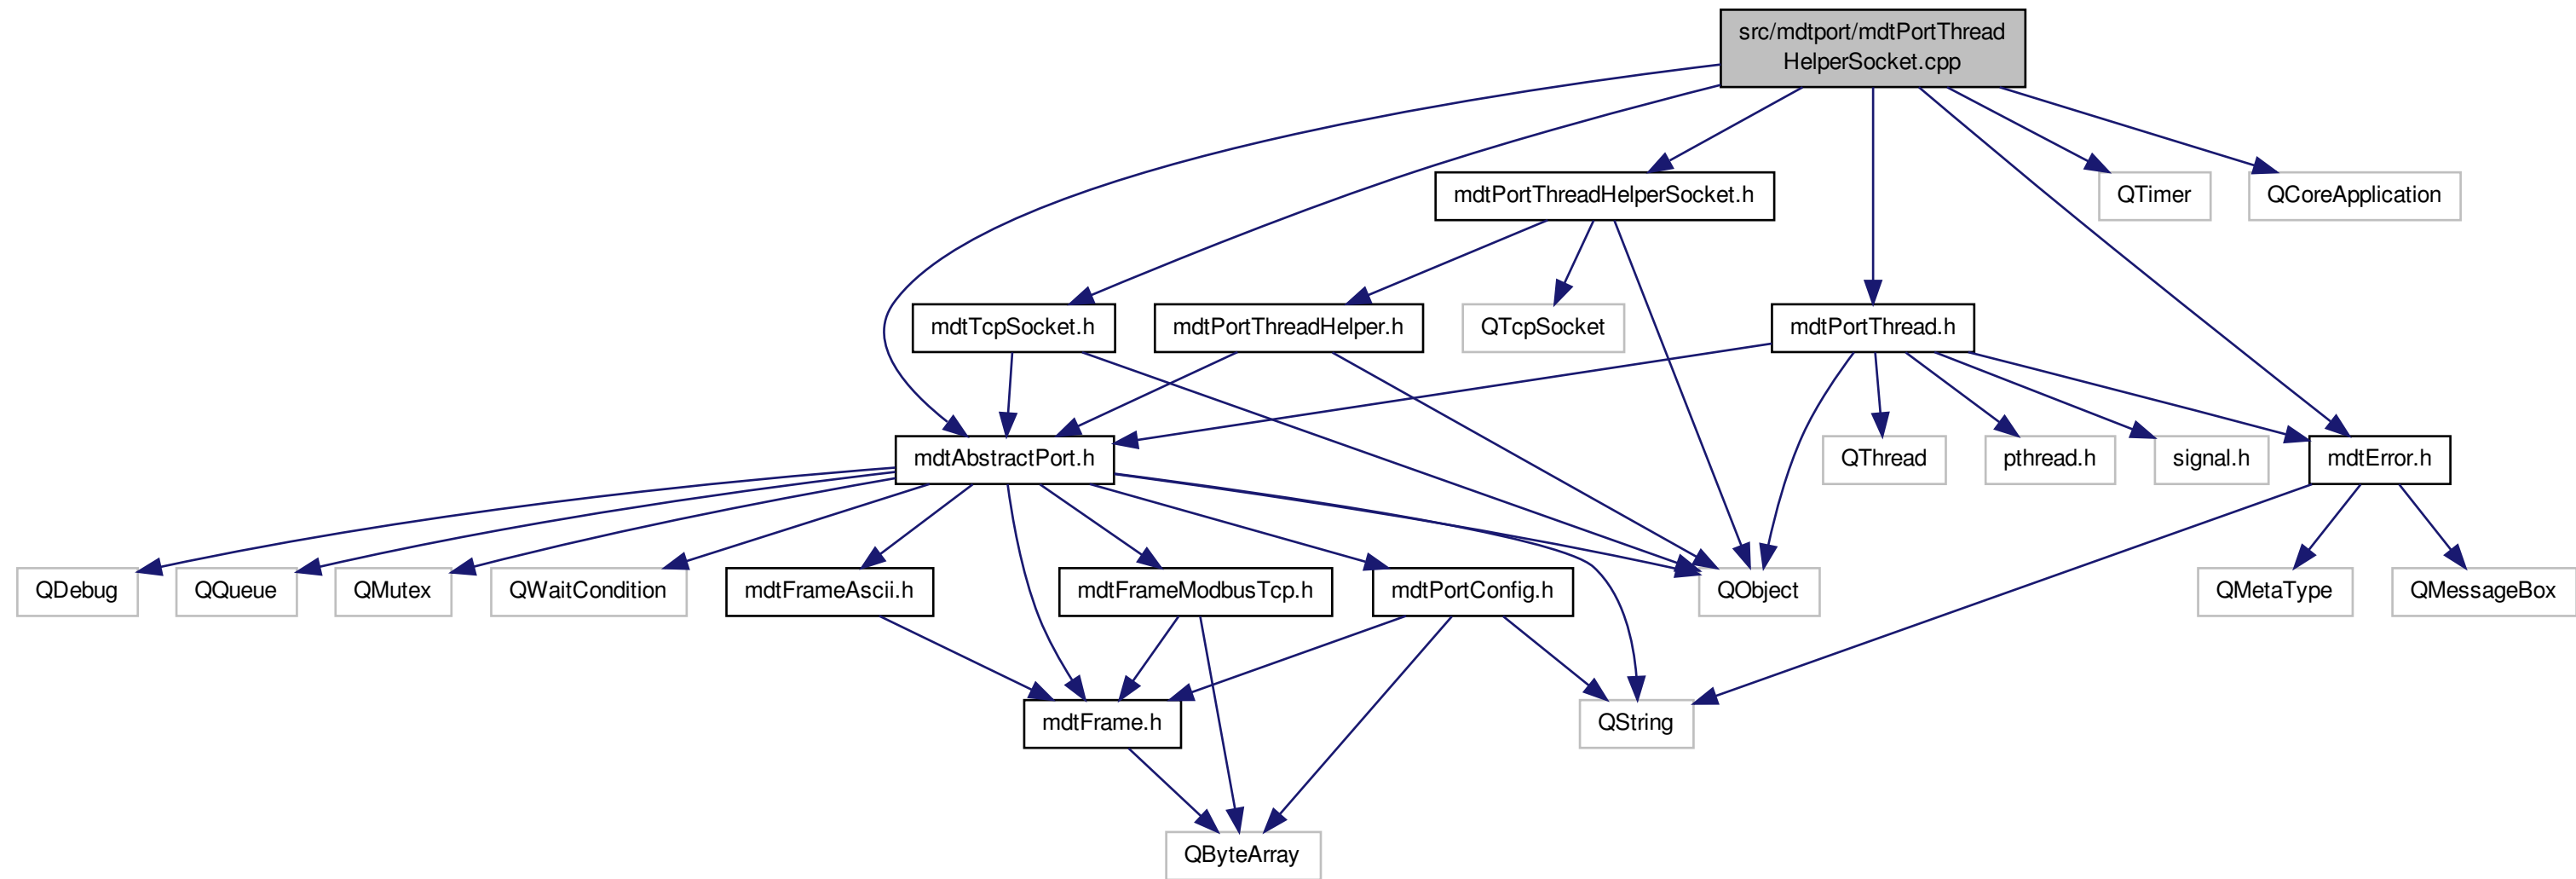 src/mdtport/mdtPortThread
HelperSocket.cpp
mdtPortThreadHelperSocket.h
QTimer
QCoreApplication
mdtTcpSocket.h
mdtPortThreadHelper.h
QTcpSocket
mdtPortThread.h
mdtAbstractPort.h
QThread
pthread.h
signal.h
mdtError.h
QDebug
QQueue
QMutex
QWaitCondition
mdtFrameAscii.h
mdtFrameModbusTcp.h
mdtPortConfig.h
QObject
QMetaType
QMessageBox
mdtFrame.h
QString
QByteArray